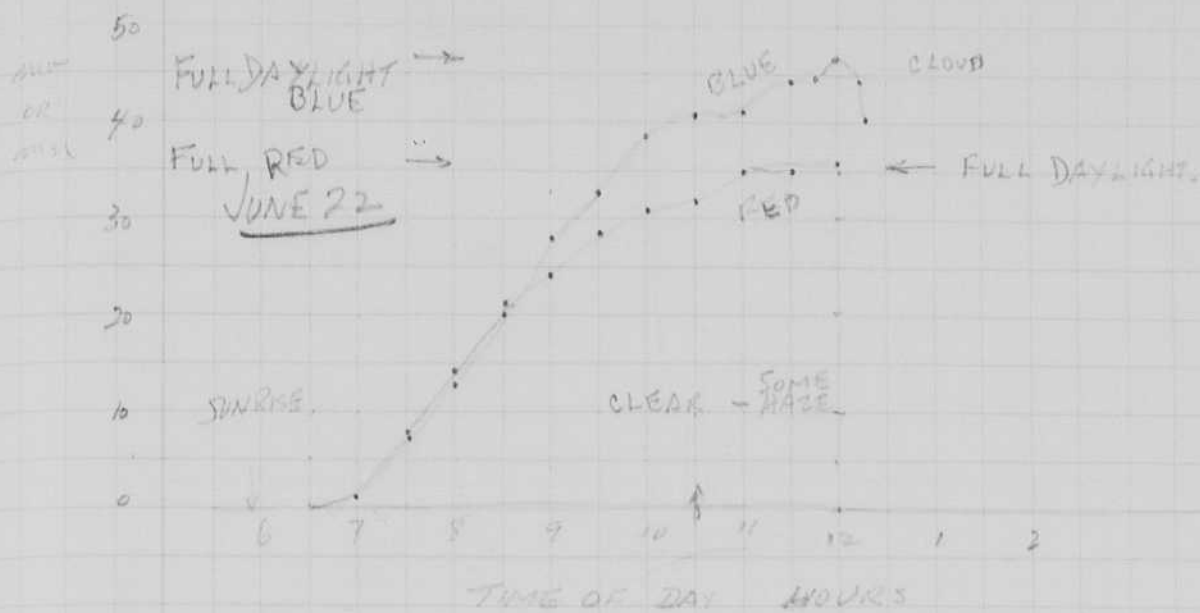 50
FULL DAYLIGHT →
BLUE
BLUE
CLOUD
OR
40
FULL RED →
← FULL DAYLIGHT.
JUNE 22
30
RED
20
SOME
SUNRISE.
CLEAR - HAZE
10
0
6 7 8 9 10 11 12 1 2
TIME OF DAY HOURS